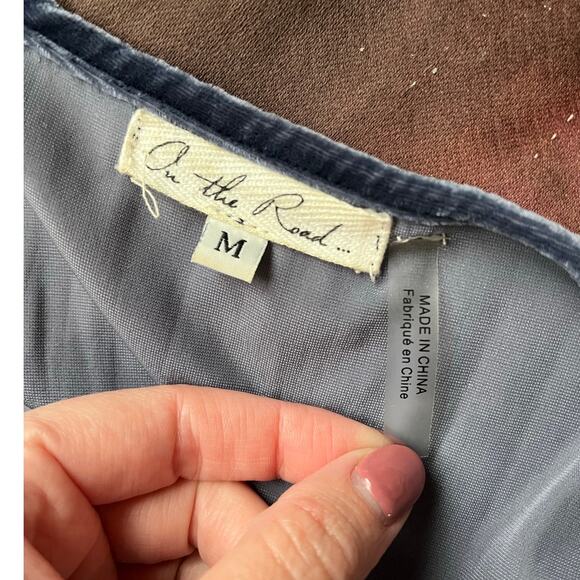 On the Road...
M
MADE IN CHINA
Fabriqué en Chine